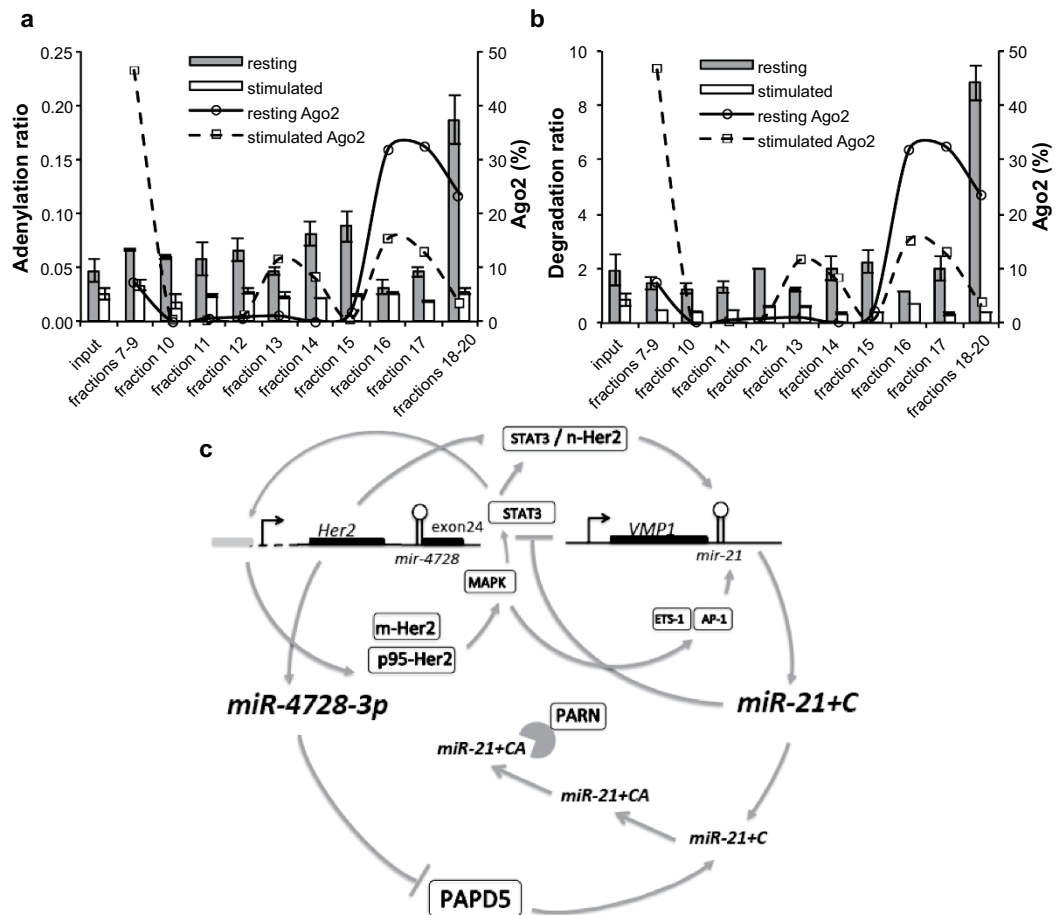 a
0.25
0.20
0.15
0.10
0.05
0.00
Adenylation ratio
50
40
30
20
10
0
Ago2 (%)
resting
stimulated
resting Ago2
stimulated Ago2
input
fractions 7-9
fraction 10
fraction 11
fraction 12
fraction 13
fraction 14
fraction 15
fraction 16
fraction 17
fractions 18-20
b
10
8
6
4
2
0
Degradation ratio
50
40
30
20
10
0
Ago2 (%)
resting
stimulated
resting Ago2
stimulated Ago2
input
fractions 7-9
fraction 10
fraction 11
fraction 12
fraction 13
fraction 14
fraction 15
fraction 16
fraction 17
fractions 18-20
c
STAT3 / n-Her2
STAT3
Her2
exon24
mir-4728
VMP1
mir-21
MAPK
ETS-1
AP-1
m-Her2
p95-Her2
miR-4728-3p
miR-21+C
PARN
miR-21+CA
miR-21+CA
miR-21+C
PAPD5